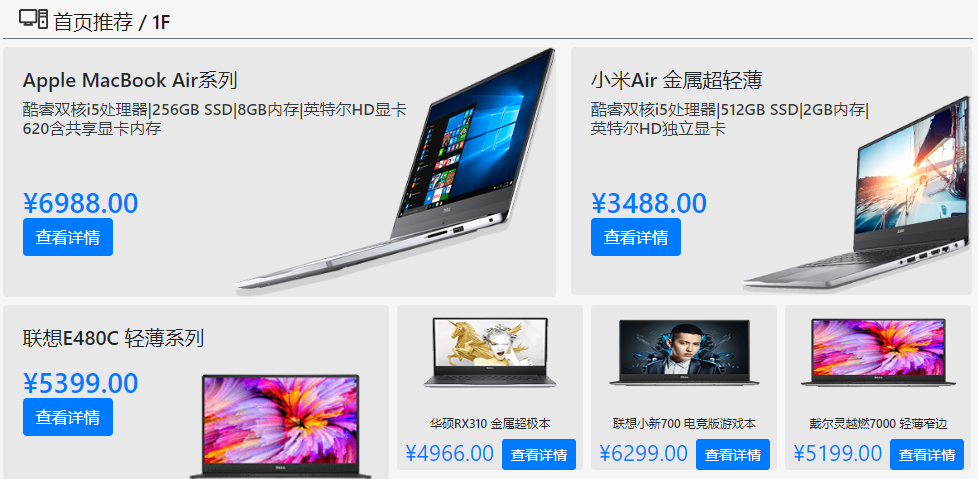 首页推荐 / 1F
Apple MacBook Air系列
酷睿双核i5处理器|256GB SSD|8GB内存|英特尔HD显卡
620含共享显卡内存
¥6988.00
查看详情
小米Air 金属超轻薄
酷睿双核i5处理器|512GB SSD|2GB内存|
英特尔HD独立显卡
¥3488.00
查看详情
联想E480C 轻薄系列
¥5399.00
查看详情
华硕RX310 金属超极本
¥4966.00 查看详情
联想小新700 电竞版游戏本
¥6299.00 查看详情
戴尔灵越燃7000 轻薄窄边
¥5199.00 查看详情